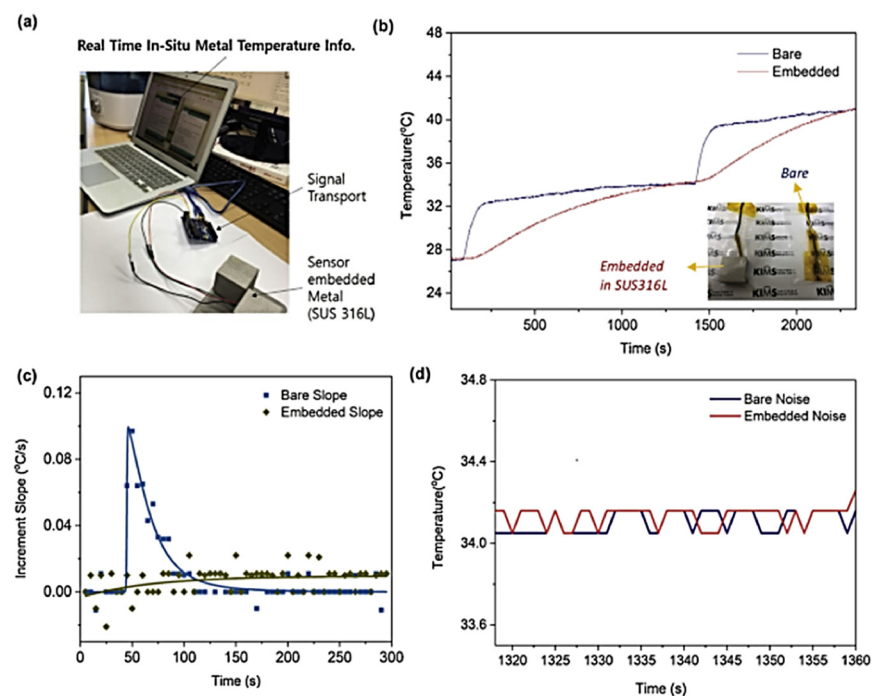 (a)
Real Time In-Situ Metal Temperature Info.
Signal
Transport
Sensor
embedded
Metal
(SUS 316L)
(b)
48
44
40
36
32
28
24
Temperature(°C)
Bare
Embedded
Bare
Embedded
in SUS316L
KIMS
KIMS
KIMS
500
1000
1500
2000
Time (s)
(c)
0.12
0.08
0.04
0.00
Increment Slope (°C/s)
Bare Slope
Embedded Slope
0
50
100
150
200
250
300
Time (s)
(d)
34.8
34.4
34.0
33.6
Temperature(°C)
Bare Noise
Embedded Noise
1320
1325
1330
1335
1340
1345
1350
1355
1360
Time (s)